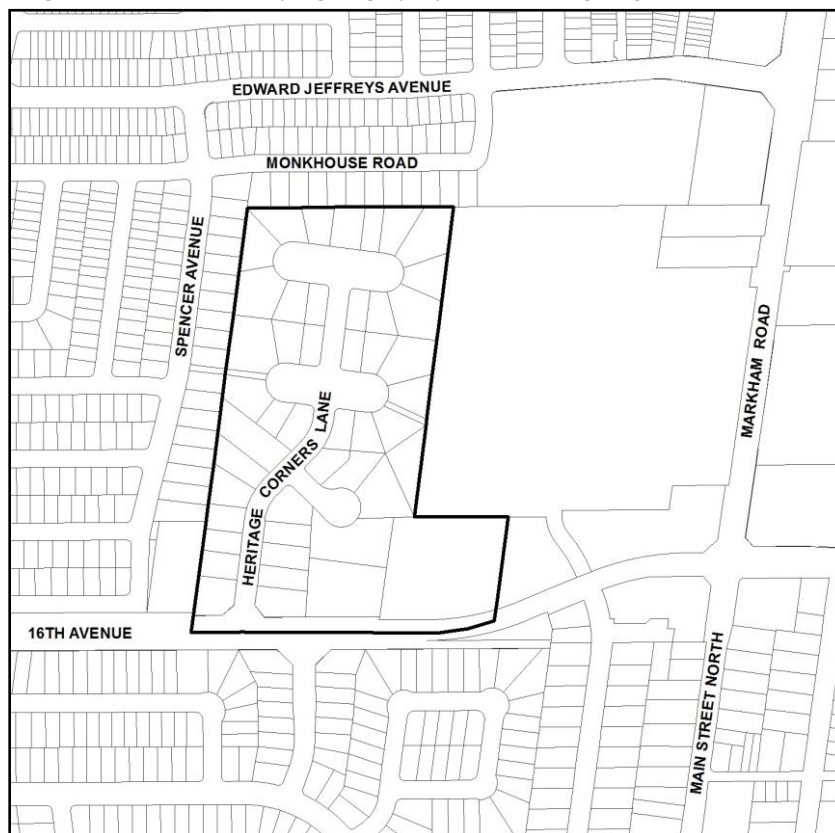 EDWARD JEFFREYS AVENUE
MONKHOUSE ROAD
SPENCER AVENUE
MARKHAM ROAD
HERITAGE CORNERS LANE
16TH AVENUE
MAIN STREET NORTH